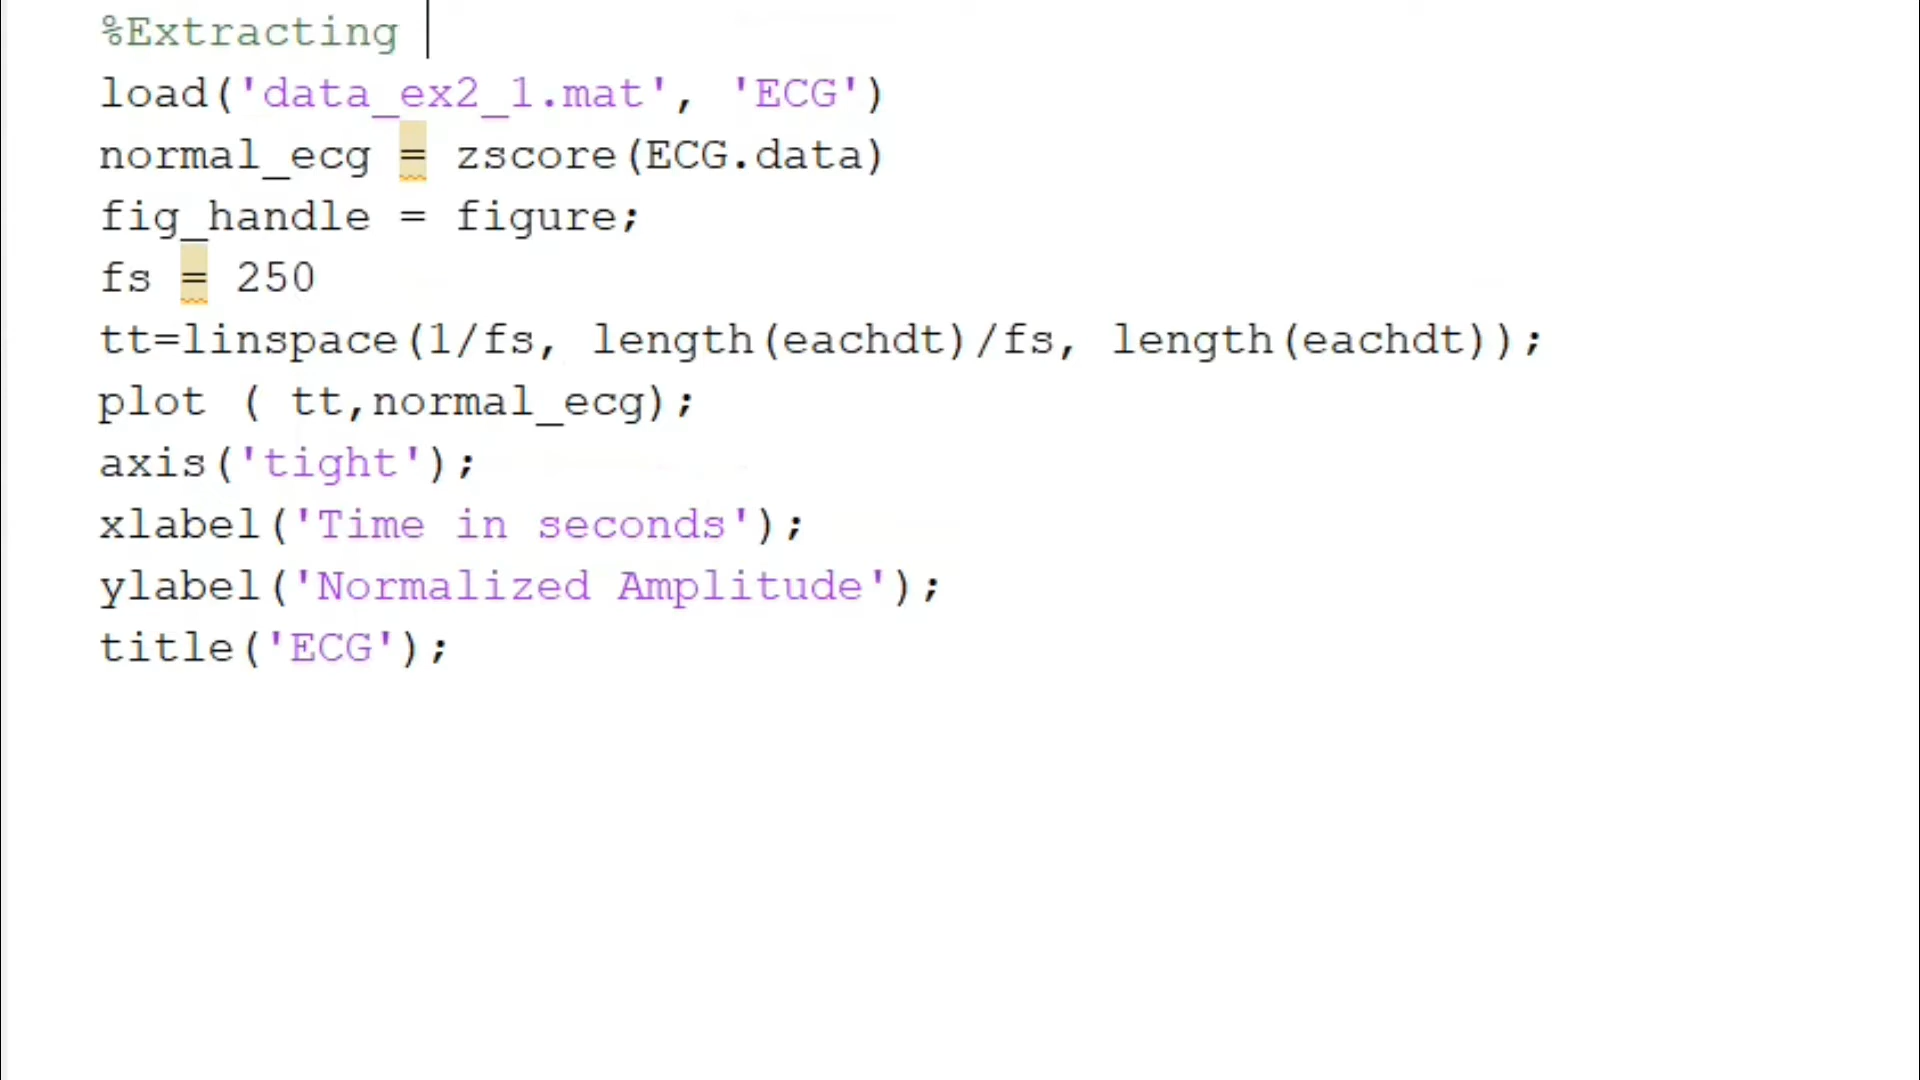 %Extracting
load('data_ex2_1.mat', 'ECG')
normal_ecg = zscore(ECG.data)
fig_handle = figure;
fs = 250
tt=linspace(1/fs, length(eachdt)/fs, length(eachdt));
plot ( tt,normal_ecg);
axis('tight');
xlabel('Time in seconds');
ylabel('Normalized Amplitude');
title('ECG');